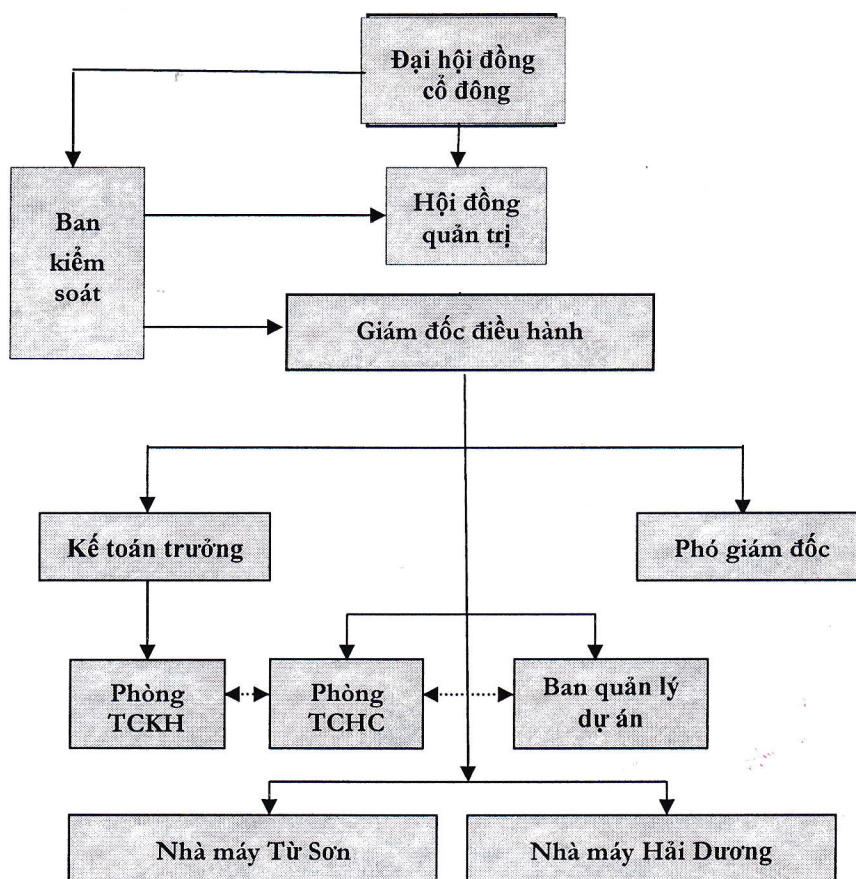 Đại hội đồng
cổ đông
Hội đồng
quản trị
Ban
kiểm
soát
Giám đốc điều hành
Kế toán trưởng
Phó giám đốc
Phòng
TCKH
Phòng
TCHC
Ban quản lý
dự án
Nhà máy Từ Sơn
Nhà máy Hải Dương